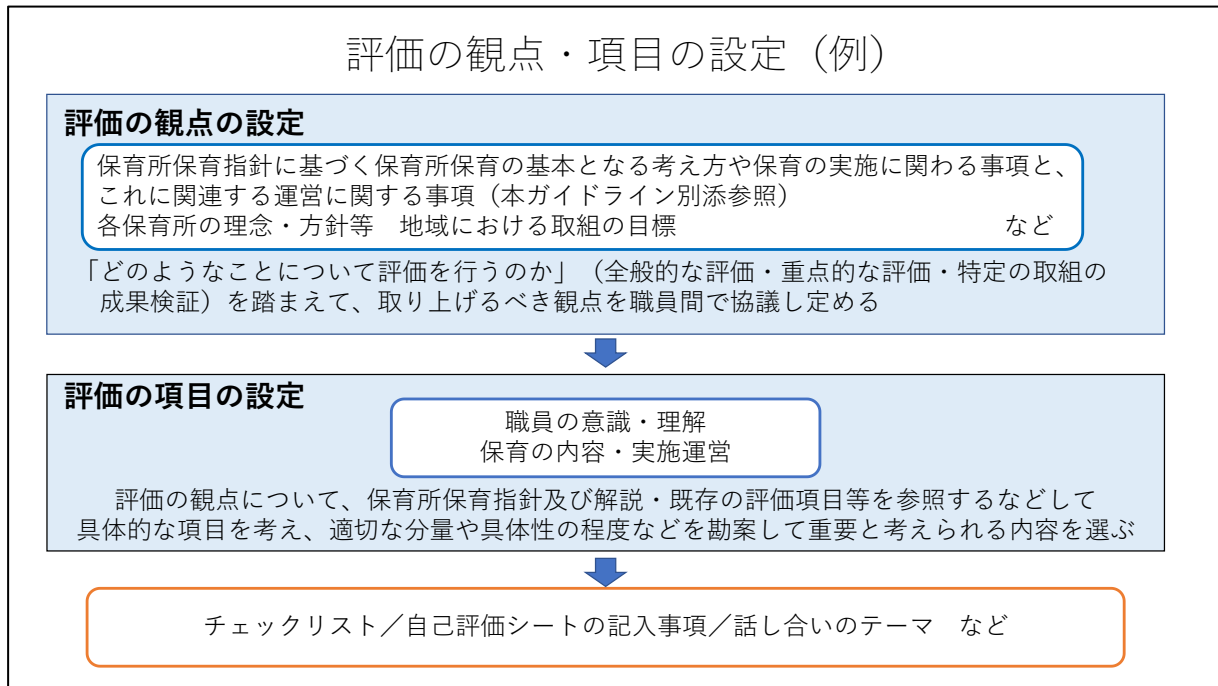 評価の観点・項目の設定（例）
評価の観点の設定
保育所保育指針に基づく保育所保育の基本となる考え方や保育の実施に関わる事項と、
これに関連する運営に関する事項（本ガイドライン別添参照）
各保育所の理念・方針等　地域における取組の目標　など
「どのようなことについて評価を行うのか」（全般的な評価・重点的な評価・特定の取組の
成果検証）を踏まえて、取り上げるべき観点を職員間で協議し定める
評価の項目の設定
職員の意識・理解
保育の内容・実施運営
評価の観点について、保育所保育指針及び解説・既存の評価項目等を参照するなどして
具体的な項目を考え、適切な分量や具体性の程度などを勘案して重要と考えられる内容を選ぶ
チェックリスト／自己評価シートの記入事項／話し合いのテーマ　など